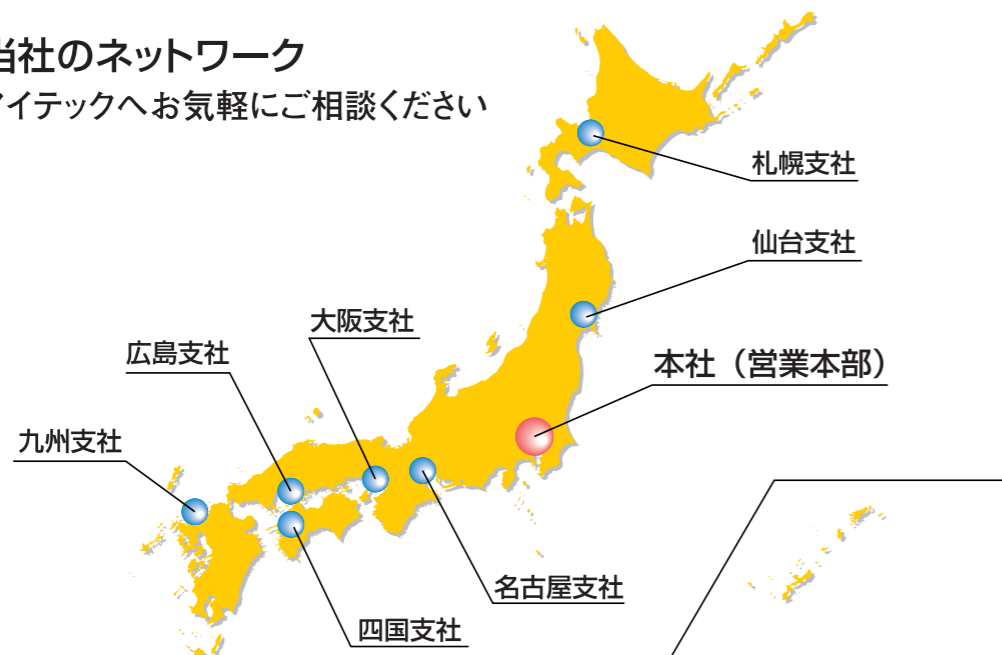 当社のネットワーク
イテックへお気軽にご相談ください
札幌支社
仙台支社
大阪支社
広島支社
本社（営業本部）
九州支社
名古屋支社
四国支社